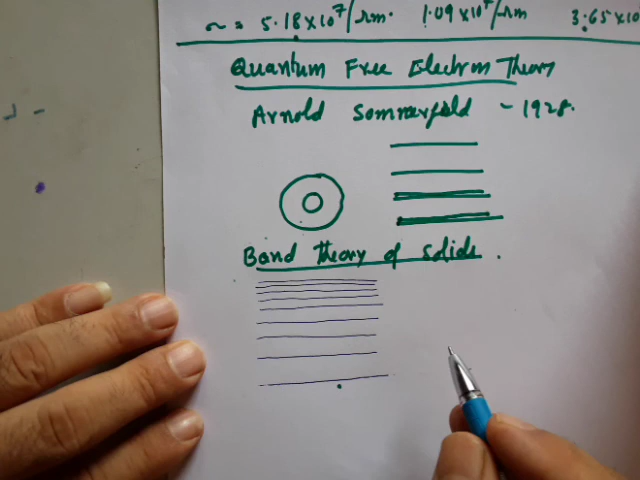 σ = 5.18×10⁷/Ωm. 1.09×10⁷/Ωm 3.65×10
Quantum Free Electron Theory
Arnold Sommerfeld - 1928.
Band Theory of Solids.